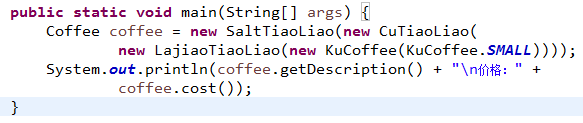 public static void main(String[] args) {
Coffee coffee = new SaltTiaoLiao(new CuTiaoLiao(
new LajiaoTiaoLiao(new KuCoffee(KuCoffee.SMALL))));
System.out.println(coffee.getDescription() + "\n价格：" +
coffee.cost());
}